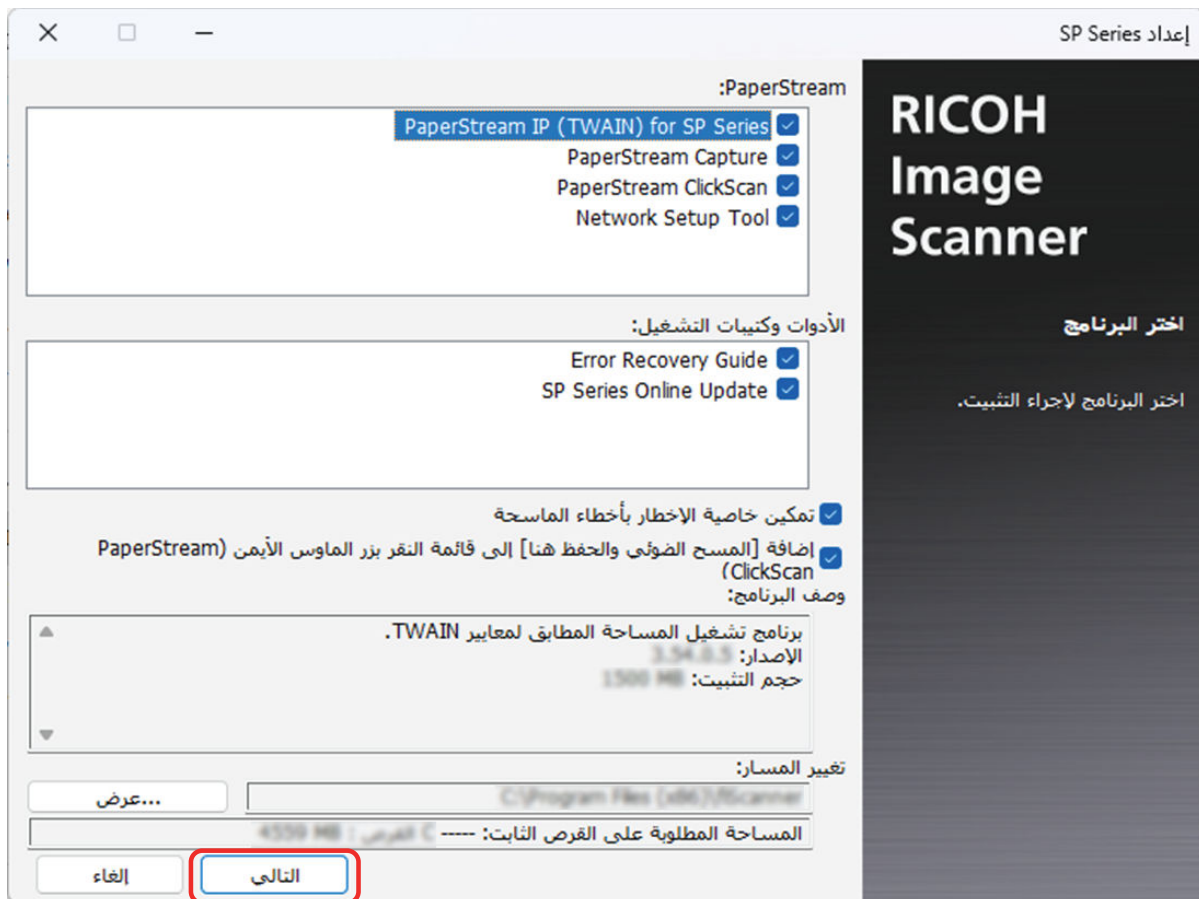 إعداد SP Series
RICOH
Image
Scanner
اختر البرنامج
اختر البرنامج لإجراء التثبيت.
PaperStream:
PaperStream IP (TWAIN) for SP Series
PaperStream Capture
PaperStream ClickScan
Network Setup Tool
الأدوات وكتيبات التشغيل:
Error Recovery Guide
SP Series Online Update
تمكين خاصية الإخطار بأخطاء الماسحة
إضافة [المسح الضوئي والحفظ هنا] إلى قائمة النقر بزر الماوس الأيمن (PaperStream
ClickScan)
وصف البرنامج:
برنامج تشغيل المساحة المطابق لمعايير TWAIN.
الإصدار:
حجم التثبيت:
تغيير المسار:
عرض...
المساحة المطلوبة على القرص الثابت: -----
التالي
إلغاء